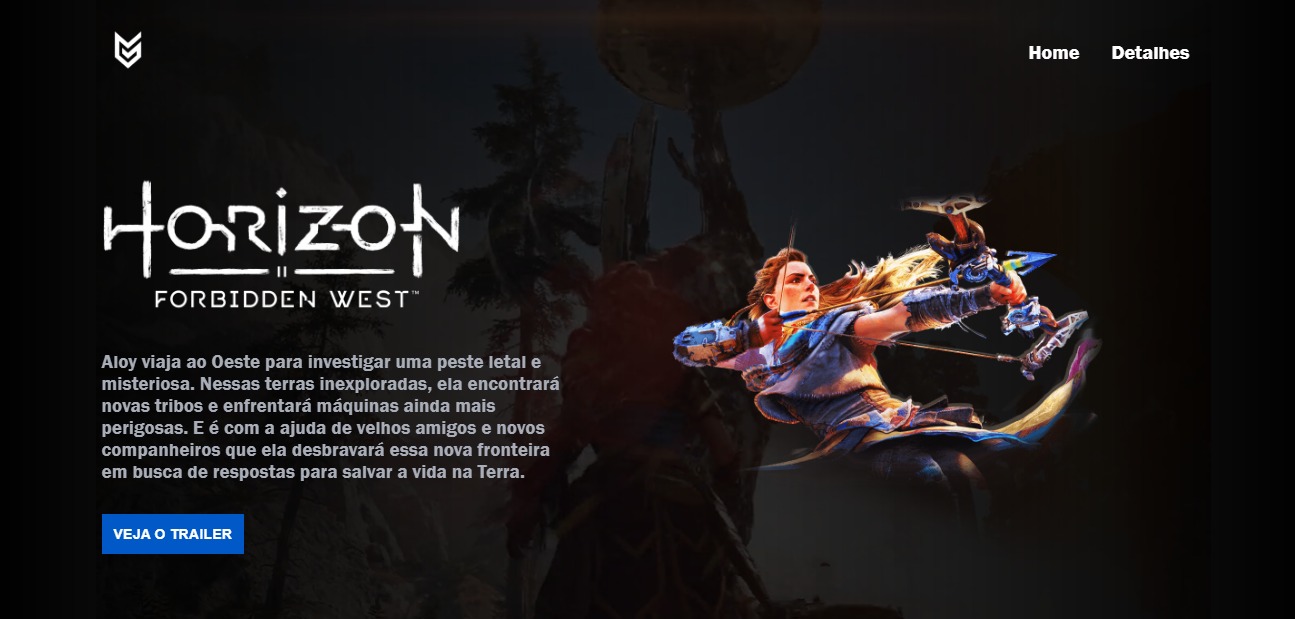 Home Detalhes
HORIZON
FORBIDDEN WEST™
Aloy viaja ao Oeste para investigar uma peste letal e
misteriosa. Nessas terras inexploradas, ela encontrará
novas tribos e enfrentará máquinas ainda mais
perigosas. E é com a ajuda de velhos amigos e novos
companheiros que ela desbravará essa nova fronteira
em busca de respostas para salvar a vida na Terra.
VEJA O TRAILER